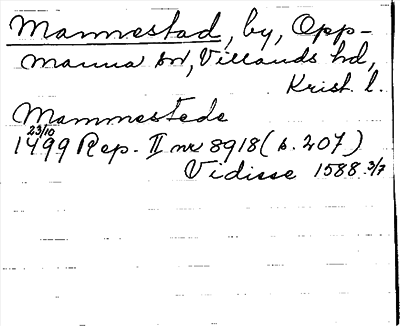 Mannestad, by, Opp-
manna sn, Villands hd,
Krist. l.
Mammestede
23/10
1499 Rep. II nr 8918 (s. 207)
Vidisse 1588 3/7